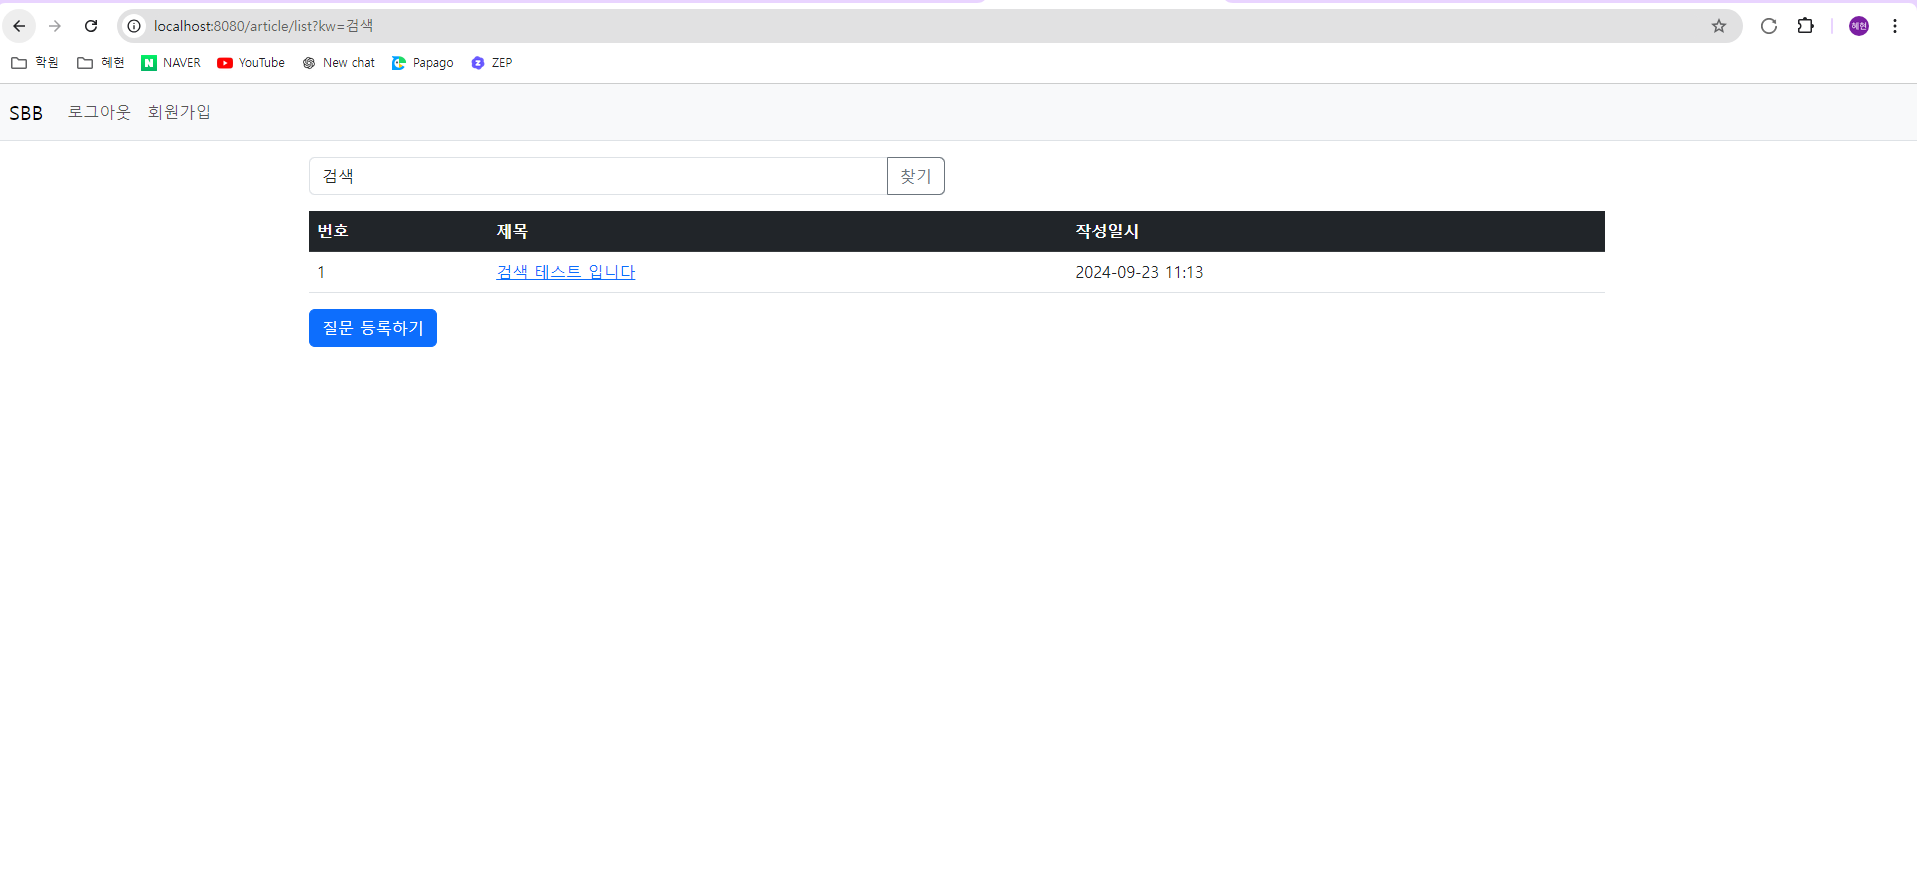 localhost:8080/article/list?kw=검색
혜현
학원 혜현 NAVER YouTube New chat Papago ZEP
SBB 로그아웃 회원가입
검색 찾기
번호 제목 작성일시
1 검색 테스트 입니다 2024-09-23 11:13
질문 등록하기